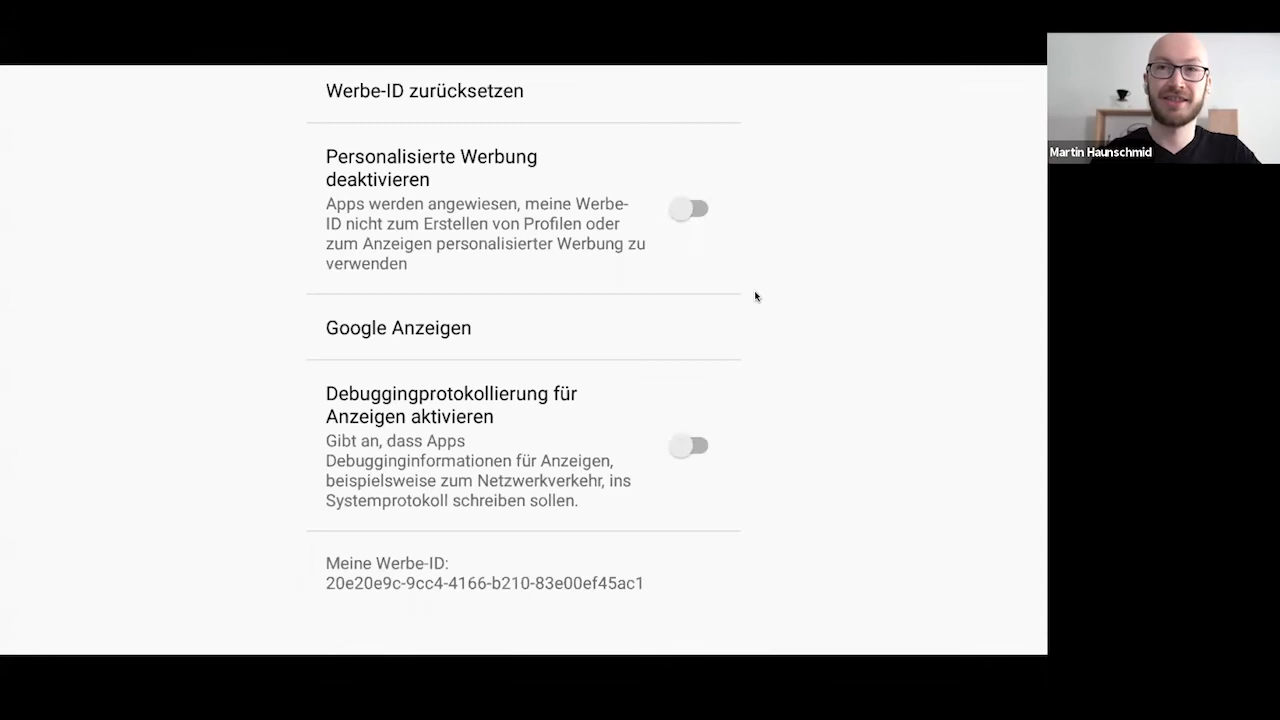 Werbe-ID zurücksetzen
Personalisierte Werbung
deaktivieren
Apps werden angewiesen, meine Werbe-
ID nicht zum Erstellen von Profilen oder
zum Anzeigen personalisierter Werbung zu
verwenden
Google Anzeigen
Debuggingprotokollierung für
Anzeigen aktivieren
Gibt an, dass Apps
Debugginginformationen für Anzeigen,
beispielsweise zum Netzwerkverkehr, ins
Systemprotokoll schreiben sollen.
Meine Werbe-ID:
20e20e9c-9cc4-4166-b210-83e00ef45ac1
Martin Haunschmid